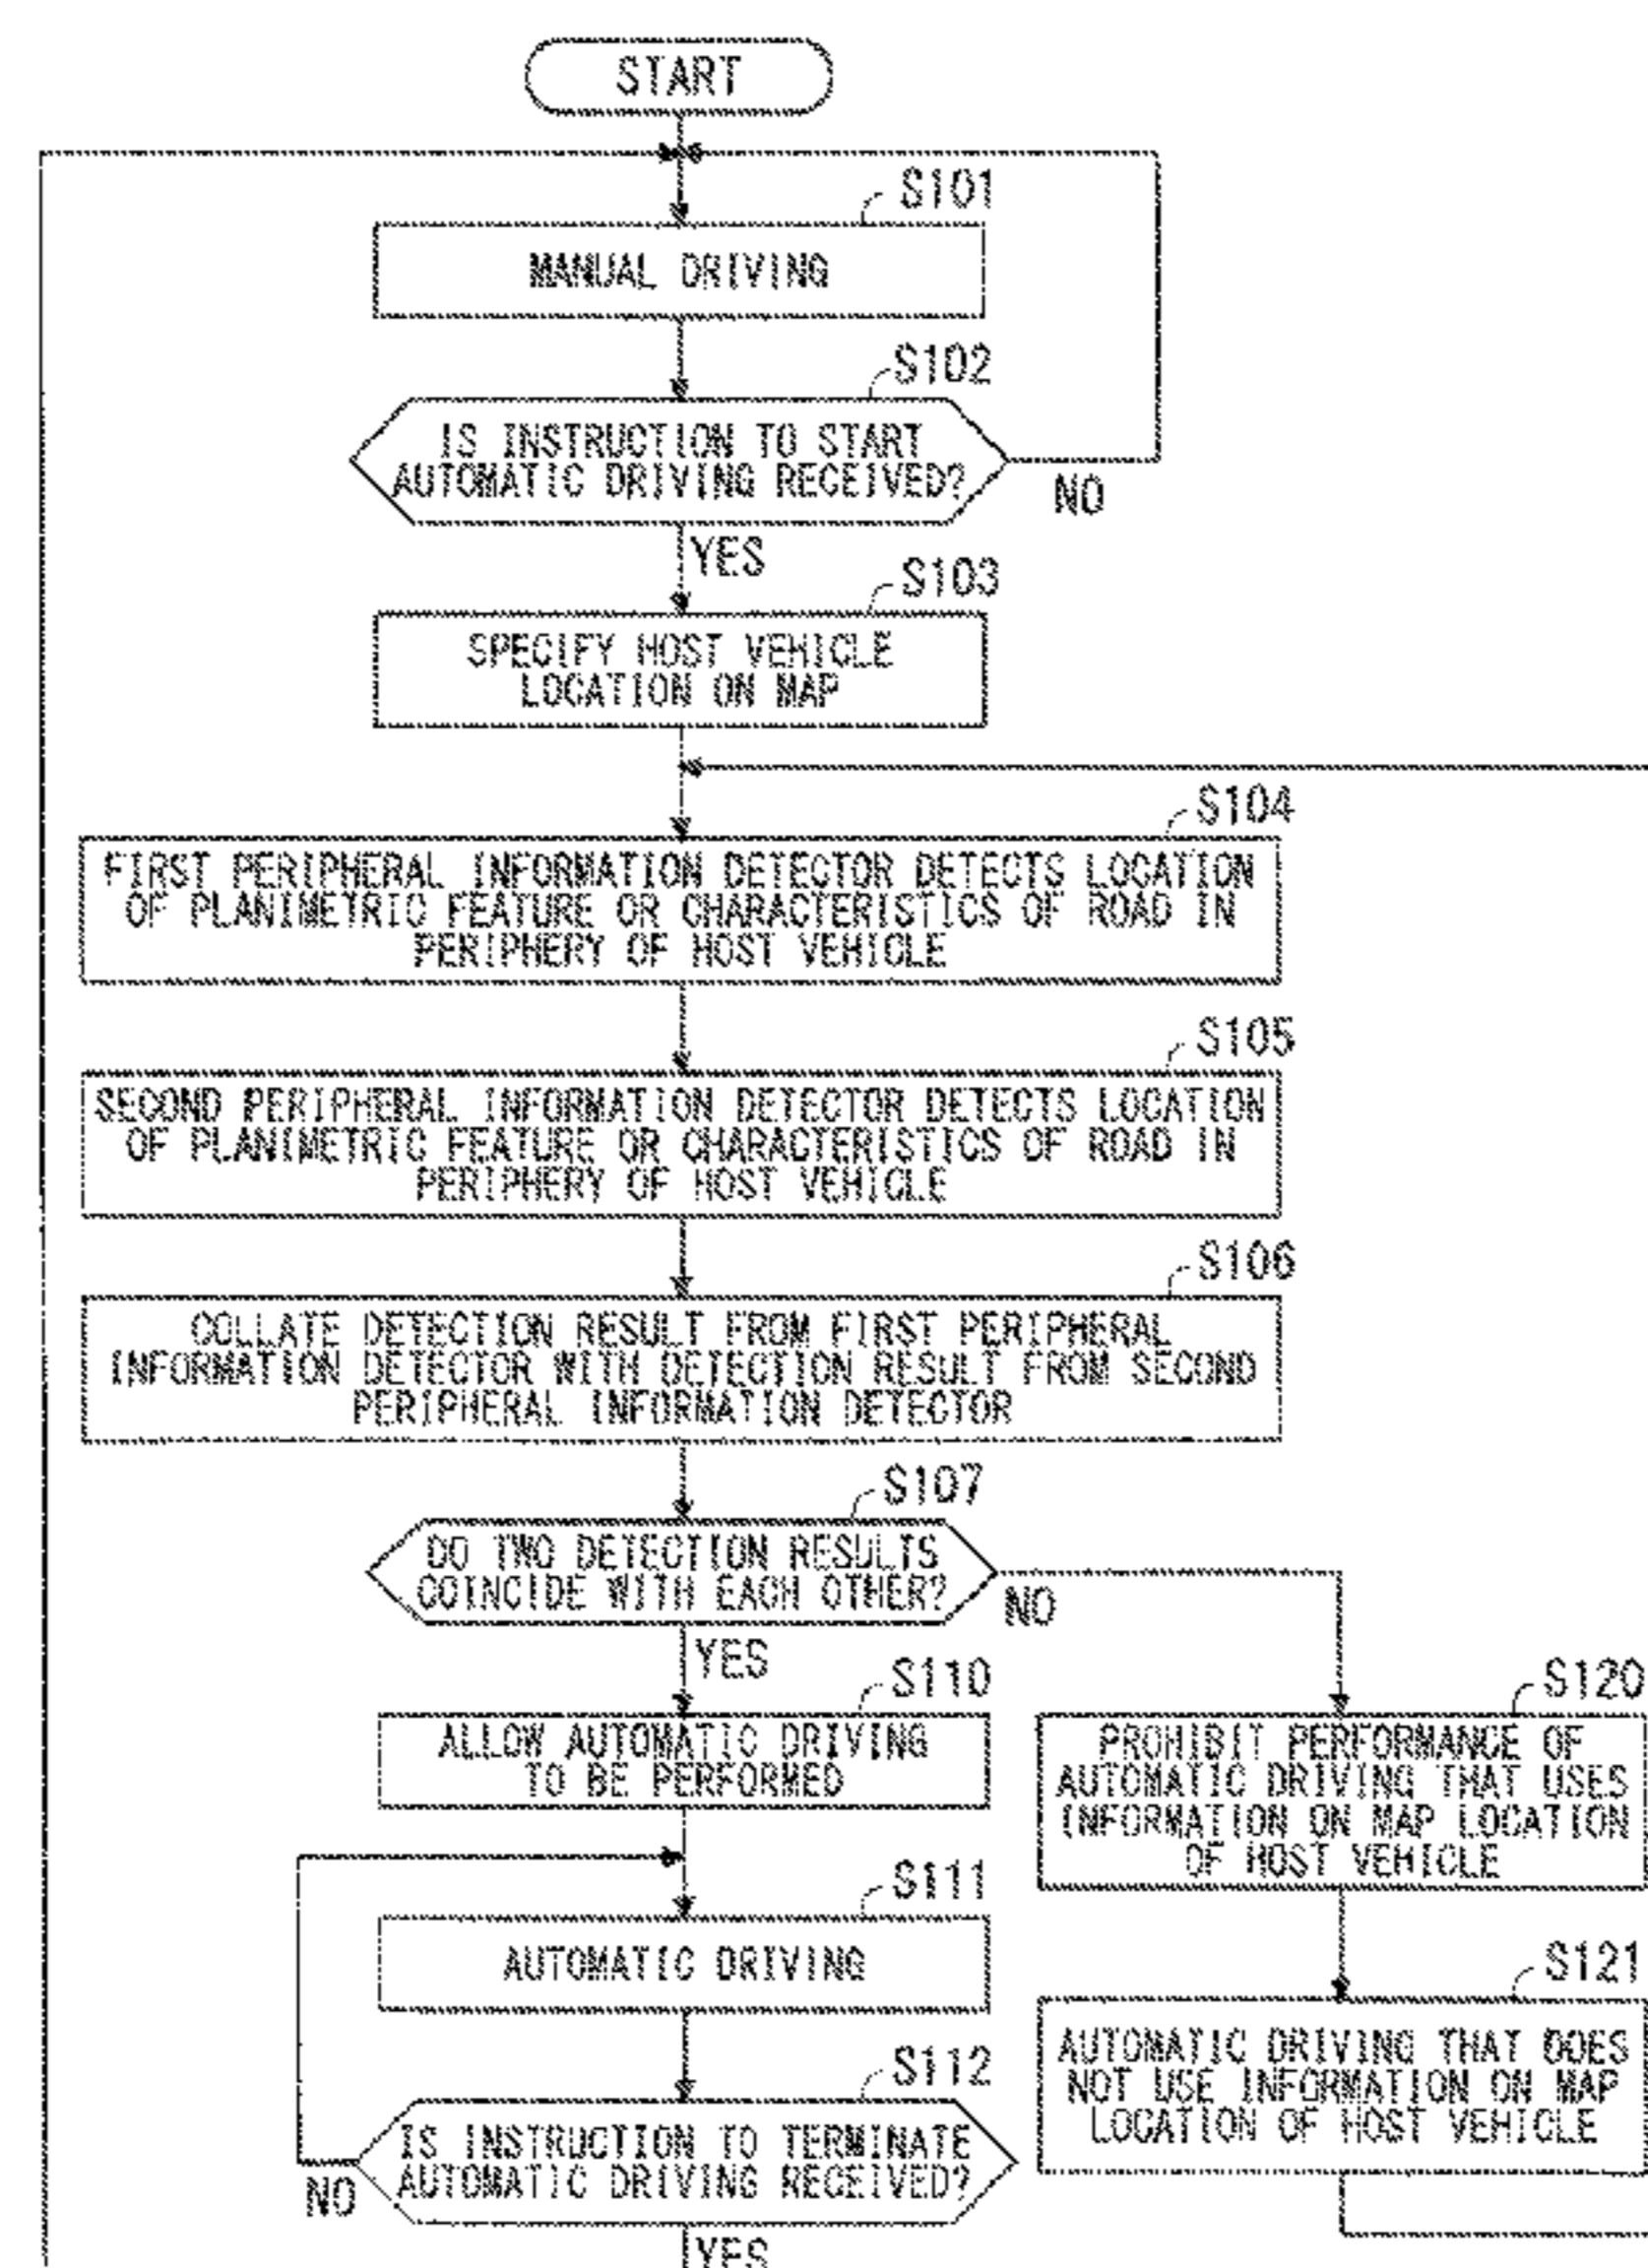 START
S101
MANUAL DRIVING
S102
IS INSTRUCTION TO START
AUTOMATIC DRIVING RECEIVED?
NO
YES
S103
SPECIFY HOST VEHICLE
LOCATION ON MAP
S104
FIRST PERIPHERAL INFORMATION DETECTOR DETECTS LOCATION
OF PLANIMETRIC FEATURE OR CHARACTERISTICS OF ROAD IN
PERIPHERY OF HOST VEHICLE
S105
SECOND PERIPHERAL INFORMATION DETECTOR DETECTS LOCATION
OF PLANIMETRIC FEATURE OR CHARACTERISTICS OF ROAD IN
PERIPHERY OF HOST VEHICLE
S106
COLLATE DETECTION RESULT FROM FIRST PERIPHERAL
INFORMATION DETECTOR WITH DETECTION RESULT FROM SECOND
PERIPHERAL INFORMATION DETECTOR
S107
DO TWO DETECTION RESULTS
COINCIDE WITH EACH OTHER?
NO
YES
S110
ALLOW AUTOMATIC DRIVING
TO BE PERFORMED
S120
PROHIBIT PERFORMANCE OF
AUTOMATIC DRIVING THAT USES
INFORMATION ON MAP LOCATION
OF HOST VEHICLE
S111
AUTOMATIC DRIVING
S121
AUTOMATIC DRIVING THAT DOES
NOT USE INFORMATION ON MAP
LOCATION OF HOST VEHICLE
S112
IS INSTRUCTION TO TERMINATE
AUTOMATIC DRIVING RECEIVED?
NO
YES